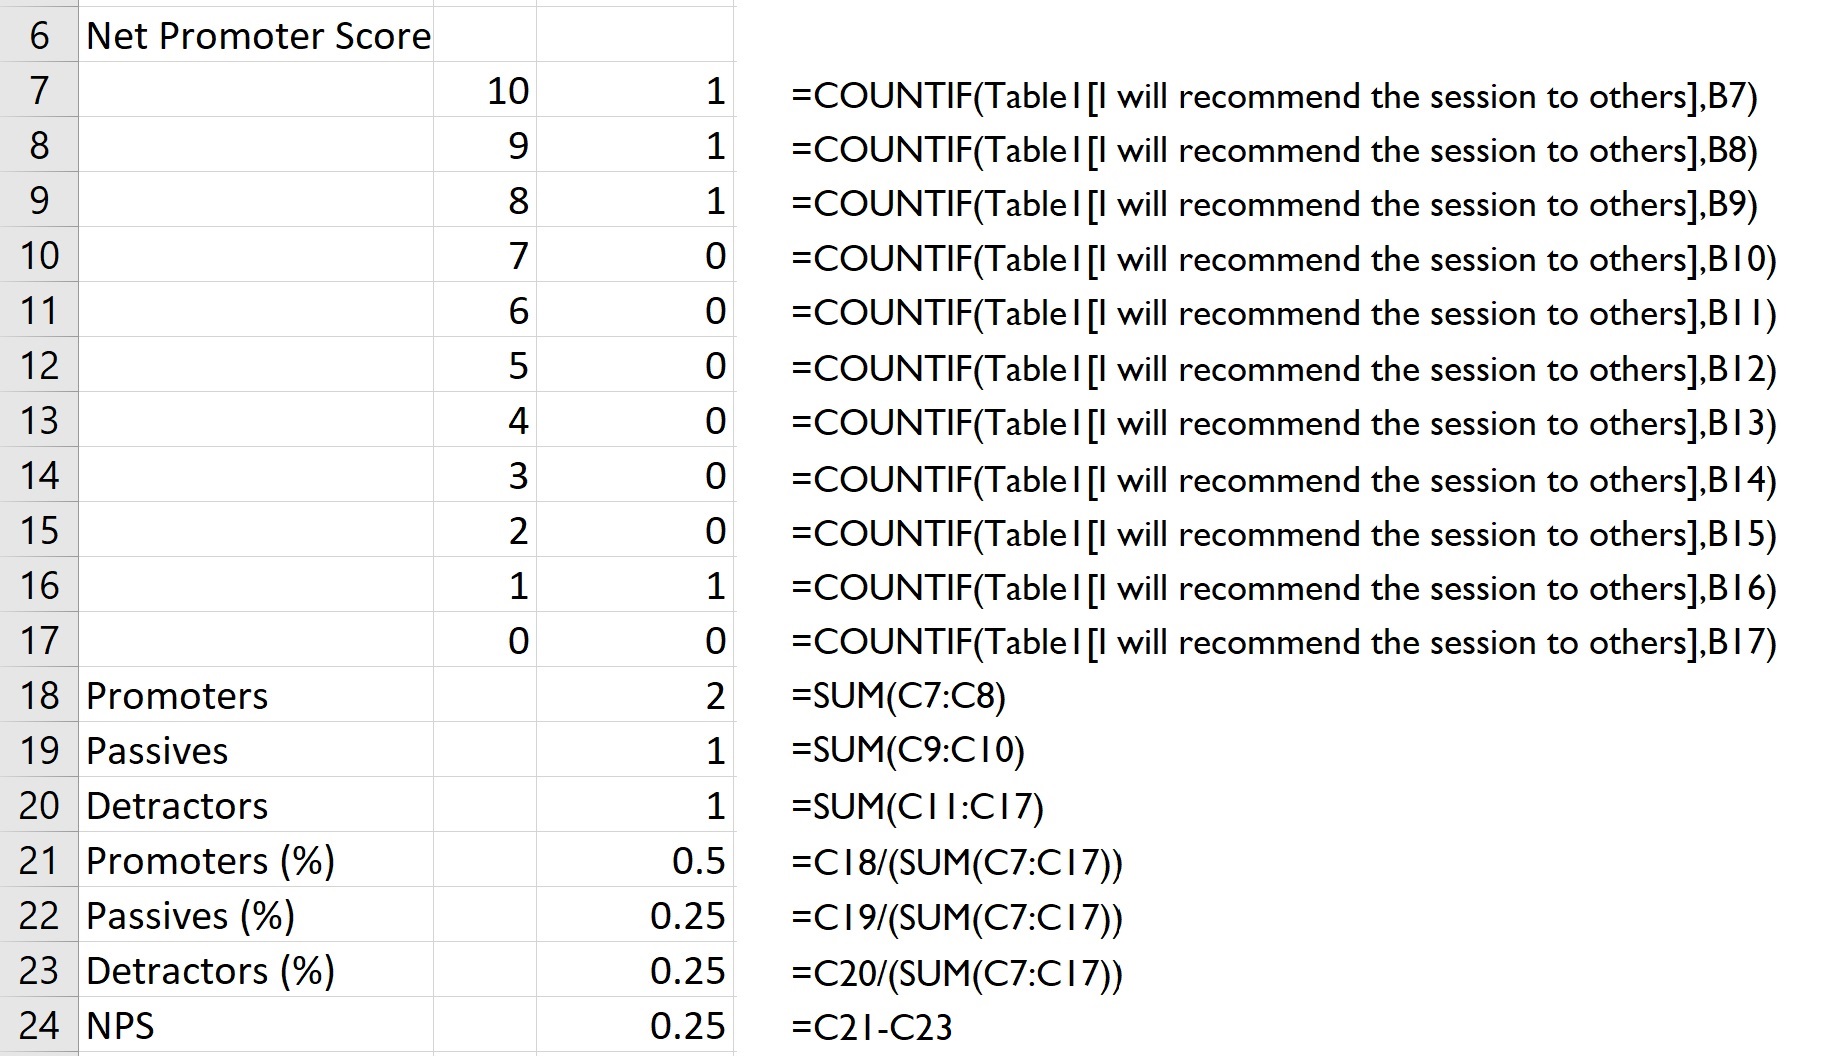 6 Net Promoter Score
7 10 1 =COUNTIF(Table1[I will recommend the session to others],B7)
8 9 1 =COUNTIF(Table1[I will recommend the session to others],B8)
9 8 1 =COUNTIF(Table1[I will recommend the session to others],B9)
10 7 0 =COUNTIF(Table1[I will recommend the session to others],B10)
11 6 0 =COUNTIF(Table1[I will recommend the session to others],B11)
12 5 0 =COUNTIF(Table1[I will recommend the session to others],B12)
13 4 0 =COUNTIF(Table1[I will recommend the session to others],B13)
14 3 0 =COUNTIF(Table1[I will recommend the session to others],B14)
15 2 0 =COUNTIF(Table1[I will recommend the session to others],B15)
16 1 1 =COUNTIF(Table1[I will recommend the session to others],B16)
17 0 0 =COUNTIF(Table1[I will recommend the session to others],B17)
18 Promoters 2 =SUM(C7:C8)
19 Passives 1 =SUM(C9:C10)
20 Detractors 1 =SUM(C11:C17)
21 Promoters (%) 0.5 =C18/(SUM(C7:C17))
22 Passives (%) 0.25 =C19/(SUM(C7:C17))
23 Detractors (%) 0.25 =C20/(SUM(C7:C17))
24 NPS 0.25 =C21-C23